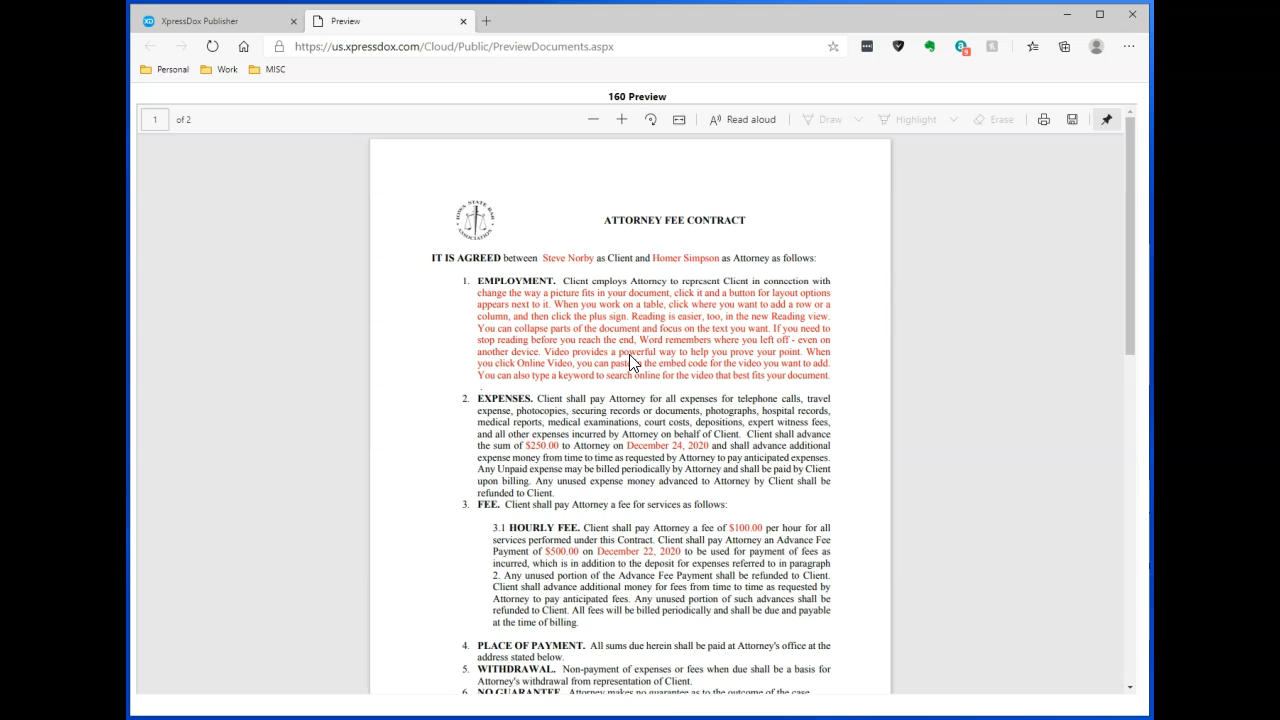 XpressDox Publisher
Preview
https://us.xpressdox.com/Cloud/Public/PreviewDocuments.aspx
9
Personal
Work
MISC
160 Preview
1 of 2
Read aloud
Draw
Highlight
Erase
IOWA STATE BAR
ASSOCIATION
ATTORNEY FEE CONTRACT
IT IS AGREED between Steve Norby as Client and Homer Simpson as Attorney as follows:
1. EMPLOYMENT. Client employs Attorney to represent Client in connection with
change the way a picture fits in your document, click it and a button for layout options
appears next to it. When you work on a table, click where you want to add a row or a
column, and then click the plus sign. Reading is easier, too, in the new Reading view.
You can collapse parts of the document and focus on the text you want. If you need to
stop reading before you reach the end, Word remembers where you left off - even on
another device. Video provides a powerful way to help you prove your point. When
you click Online Video, you can paste in the embed code for the video you want to add.
You can also type a keyword to search online for the video that best fits your document.
.
2. EXPENSES. Client shall pay Attorney for all expenses for telephone calls, travel
expense, photocopies, securing records or documents, photographs, hospital records,
medical reports, medical examinations, court costs, depositions, expert witness fees,
and all other expenses incurred by Attorney on behalf of Client. Client shall advance
the sum of $250.00 to Attorney on December 24, 2020 and shall advance additional
expense money from time to time as requested by Attorney to pay anticipated expenses.
Any Unpaid expense may be billed periodically by Attorney and shall be paid by Client
upon billing. Any unused expense money advanced to Attorney by Client shall be
refunded to Client.
3. FEE. Client shall pay Attorney a fee for services as follows:
3.1 HOURLY FEE. Client shall pay Attorney a fee of $100.00 per hour for all
services performed under this Contract. Client shall pay Attorney an Advance Fee
Payment of $500.00 on December 22, 2020 to be used for payment of fees as
incurred, which is in addition to the deposit for expenses referred to in paragraph
2. Any unused portion of the Advance Fee Payment shall be refunded to Client.
Client shall advance additional money for fees from time to time as requested by
Attorney to pay anticipated fees. Any unused portion of such advances shall be
refunded to Client. All fees will be billed periodically and shall be due and payable
at the time of billing.
4. PLACE OF PAYMENT. All sums due herein shall be paid at Attorney's office at the
address stated below.
5. WITHDRAWAL. Non-payment of expenses or fees when due shall be a basis for
Attorney's withdrawal from representation of Client.
6. NO GUARANTEE. Attorney makes no guarantee as to the outcome of the case